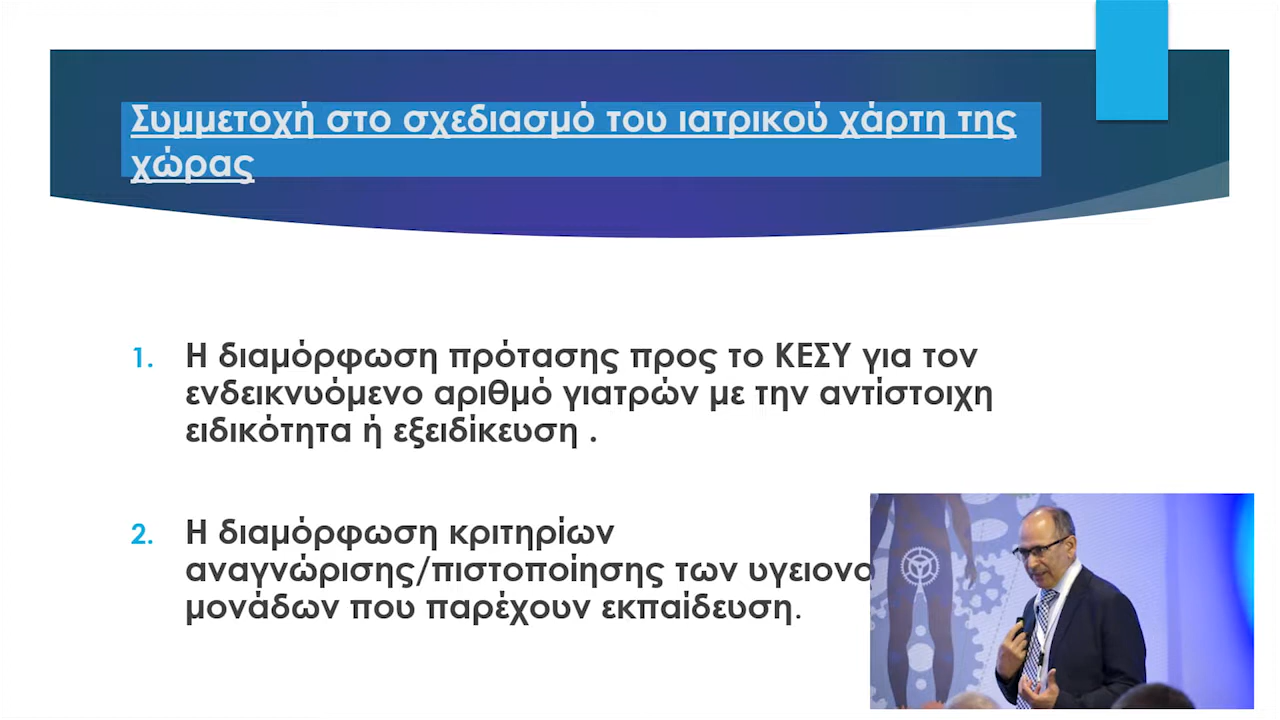 Συμμετοχή στο σχεδιασμό του ιατρικού χάρτη της
χώρας
1. Η διαμόρφωση πρότασης προς το ΚΕΣΥ για τον
ενδεικνυόμενο αριθμό γιατρών με την αντίστοιχη
ειδικότητα ή εξειδίκευση .
2. Η διαμόρφωση κριτηρίων
αναγνώρισης/πιστοποίησης των
μονάδων που παρέχουν εκπαίδευση.